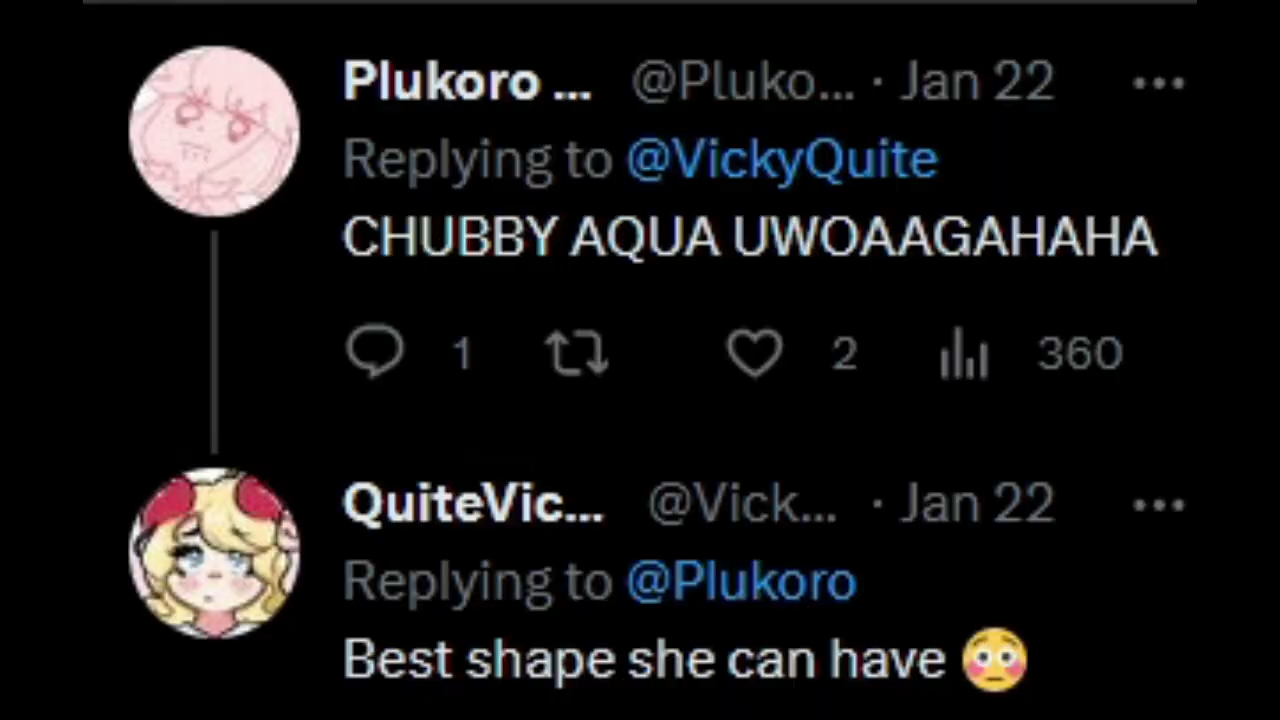 Plukoro ... @Pluko... · Jan 22
Replying to @VickyQuite
CHUBBY AQUA UWOAAGAHAHA
1 2 360
QuiteVic... @Vick... · Jan 22
Replying to @Plukoro
Best shape she can have 😳